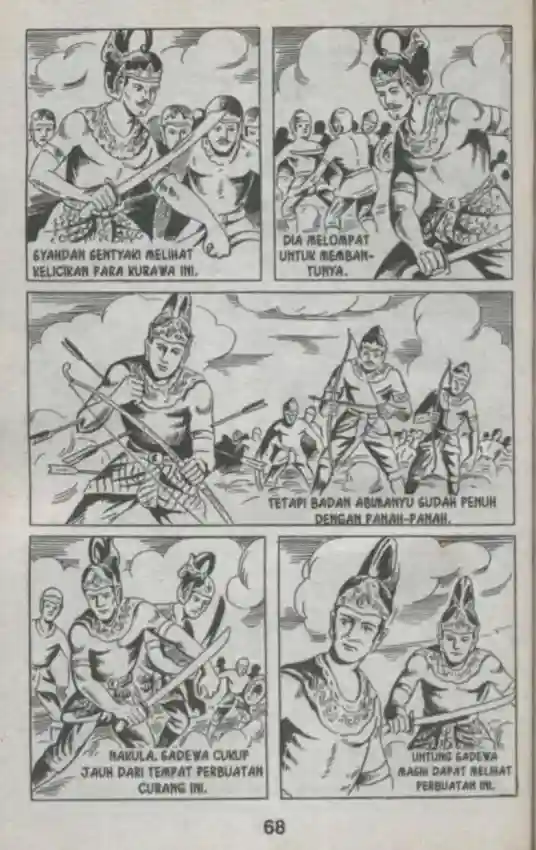 SYAHDAN SENTYAKI MELIHAT
KELICIKAN PARA KURAWA INI.
DIA MELOMPAT
UNTUK MEMBAN-
TUNYA.
TETAPI BADAN ABIMANYU SUDAH PENUH
DENGAN PANAH-PANAH.
NAKULA, SADEWA CUKUP
JAUH DARI TEMPAT PERBUATAN
CURANG INI.
UNTUNG SADEWA
MASIH DAPAT MELIHAT
PERBUATAN INI.
68